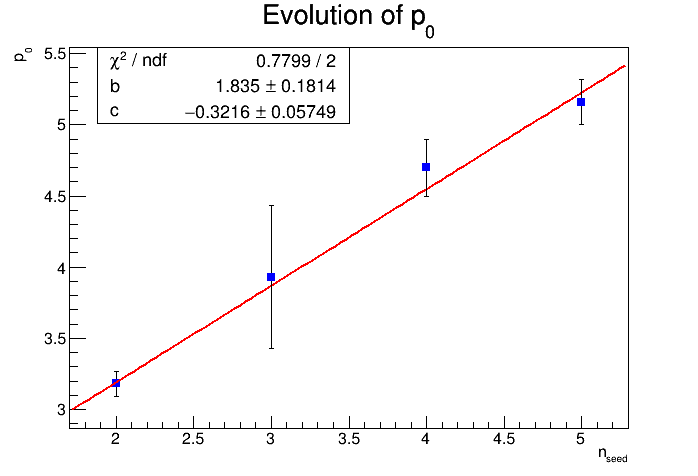 Evolution of p₀
p₀
χ² / ndf 0.7799 / 2
b 1.835 ± 0.1814
c −0.3216 ± 0.05749
5.5
5
4.5
4
3.5
3
2 2.5 3 3.5 4 4.5 5
n_seed